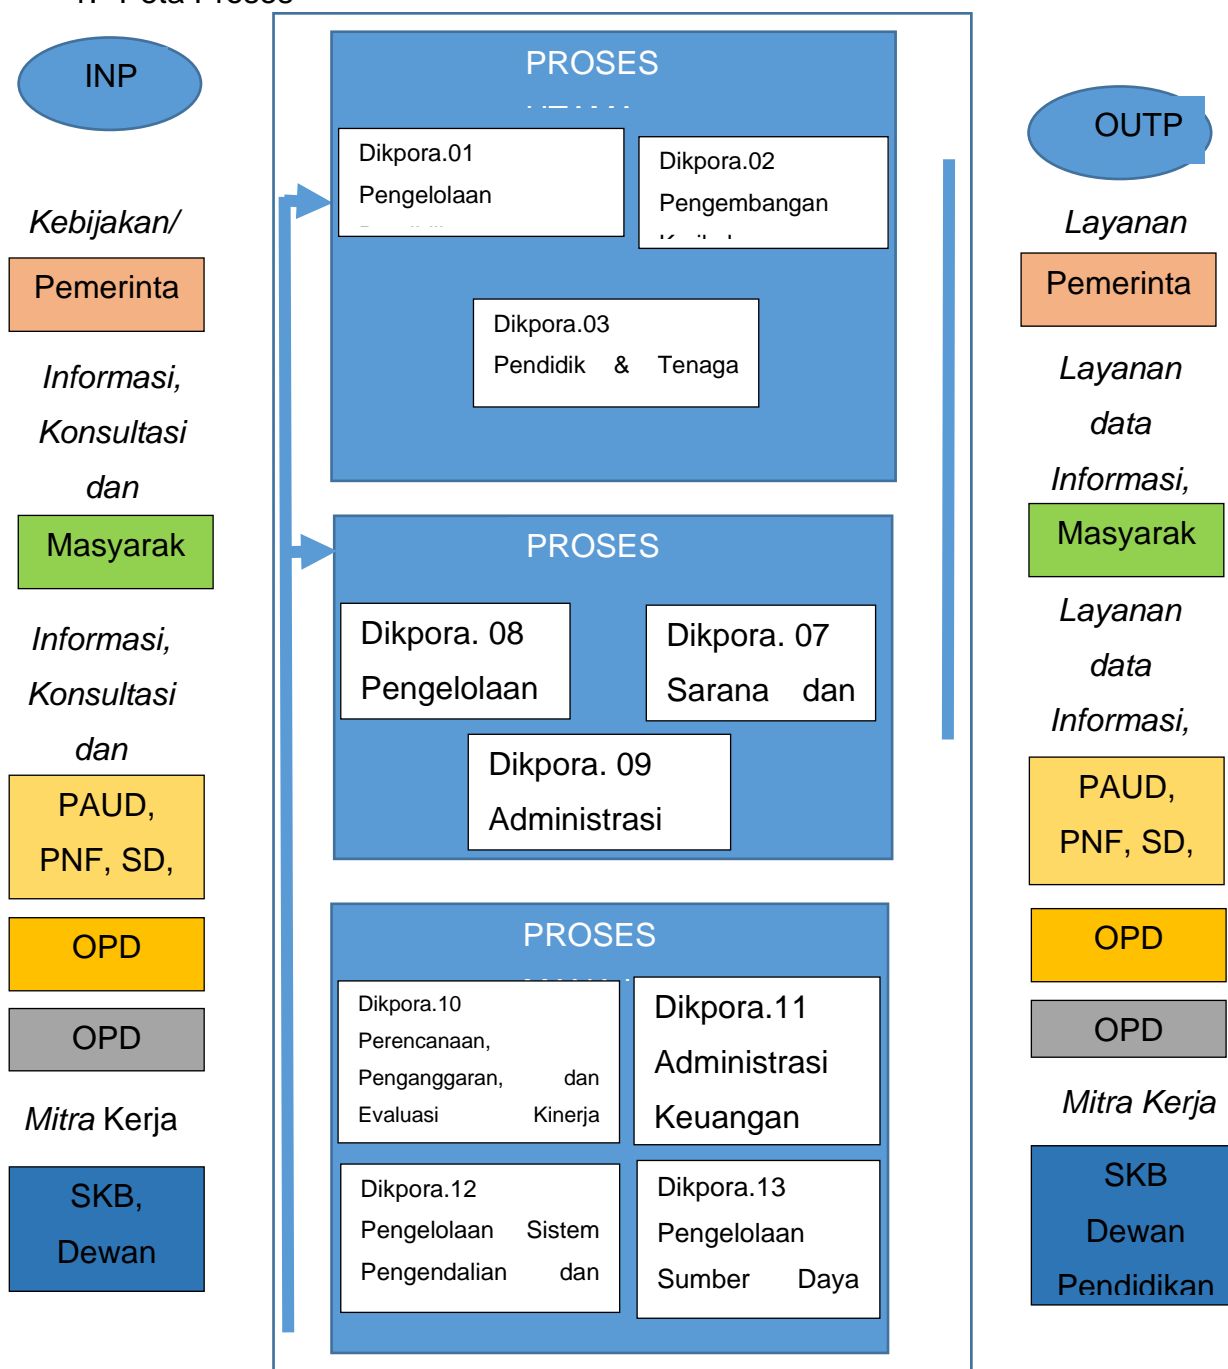 INP
Kebijakan/
Pemerinta
Informasi,
Konsultasi
dan
Masyarak
Informasi,
Konsultasi
dan
PAUD,
PNF, SD,
OPD
OPD
Mitra Kerja
SKB,
Dewan
PROSES
Dikpora.01
Pengelolaan
Dikpora.02
Pengembangan
Dikpora.03
Pendidik & Tenaga
PROSES
Dikpora. 08
Pengelolaan
Dikpora. 07
Sarana dan
Dikpora. 09
Administrasi
PROSES
Dikpora.10
Perencanaan,
Penganggaran, dan
Evaluasi Kinerja
Dikpora.11
Administrasi
Keuangan
Dikpora.12
Pengelolaan Sistem
Pengendalian dan
Dikpora.13
Pengelolaan
Sumber Daya
OUTP
Layanan
Pemerinta
Layanan
data
Informasi,
Masyarak
Layanan
data
Informasi,
PAUD,
PNF, SD,
OPD
OPD
Mitra Kerja
SKB
Dewan
Pendidikan